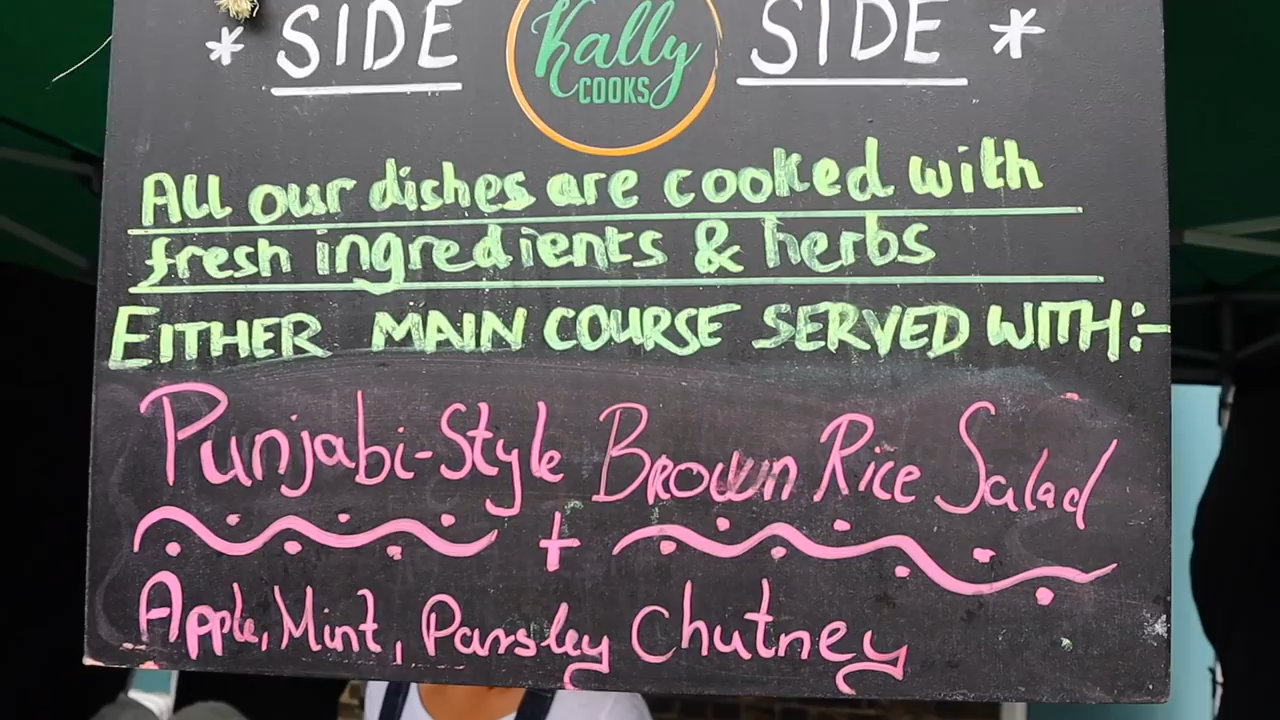 * SIDE Kally COOKS SIDE *
All our dishes are cooked with
fresh ingredients & herbs
EITHER MAIN COURSE SERVED WITH:-
Punjabi-Style Brown Rice Salad
+
Apple, Mint, Parsley Chutney